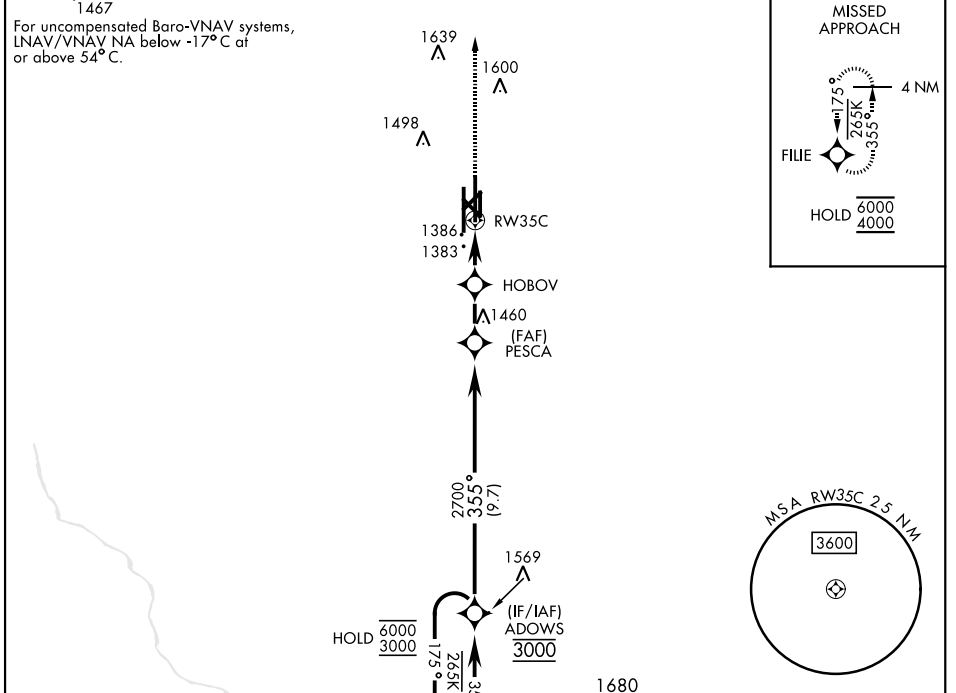 1467
For uncompensated Baro-VNAV systems,
LNAV/VNAV NA below -17°C at
or above 54°C.
1639
1600
1498
RW35C
1386
1383
HOBOV
1460
(FAF)
PESCA
2700
355°
(9.7)
1569
(IF/IAF)
ADOWS
3000
HOLD 6000
3000
175°
265K
1680
MISSED
APPROACH
4 NM
175°
265K
355°
FILIE
HOLD 6000
4000
MSA RW35C 25 NM
3600